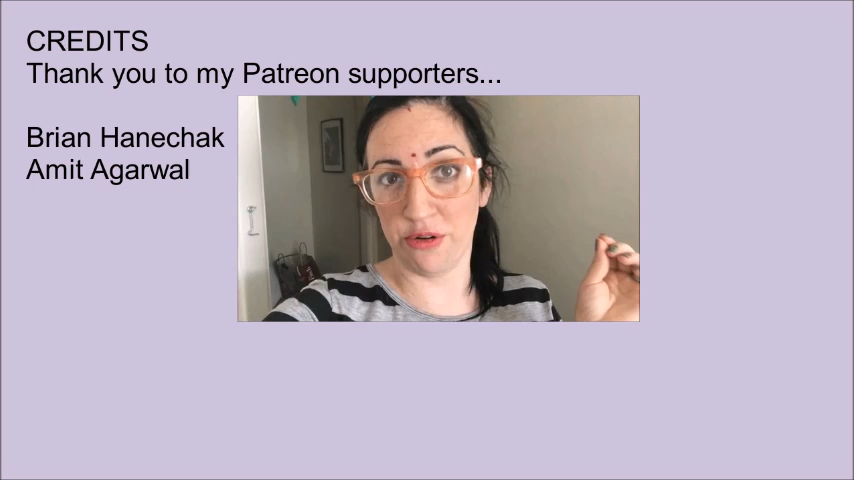 CREDITS
Thank you to my Patreon supporters...
Brian Hanechak
Amit Agarwal